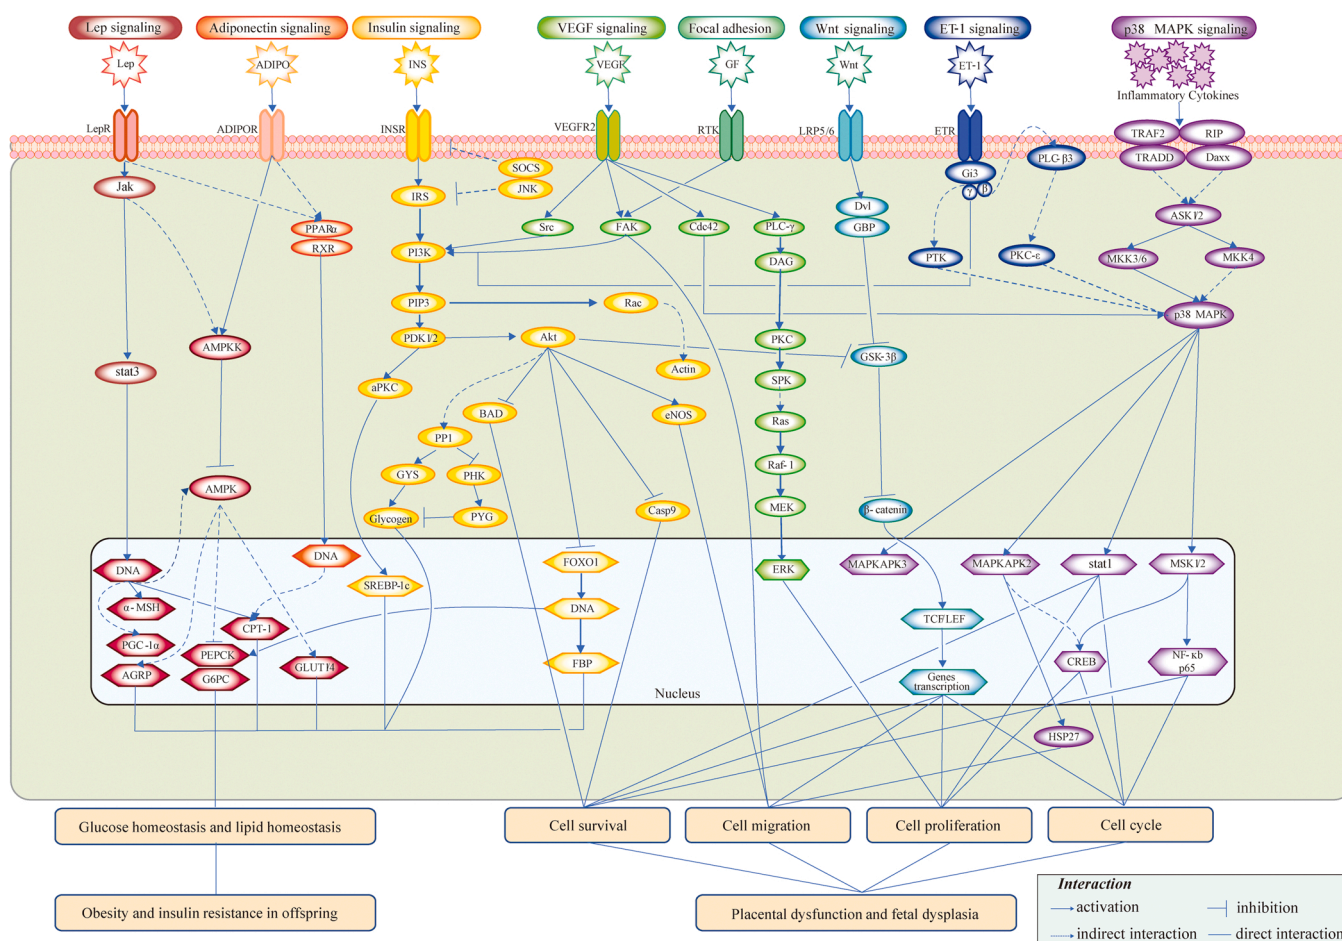 Lep signaling
Adiponectin signaling
Insulin signaling
VEGF signaling
Focal adhesion
Wnt signaling
ET-1 signaling
p38 MAPK signaling
Lep
ADIPO
INS
VEGF
GF
Wnt
ET-1
Inflammatory Cytokines
LepR
ADIPOR
INSR
VEGFR2
RTK
LRP5/6
ETR
TRAF2
RIP
TRADD
Daxx
PLC-β3
SOCS
JNK
Gi3
γ
β
Jak
IRS
PPARα
RXR
Src
FAK
Cdc42
PLC-γ
Dvl
GBP
ASK1/2
PI3K
DAG
PTK
PKC-ε
MKK3/6
MKK4
PIP3
Rac
p38 MAPK
PDK1/2
Akt
PKC
AMPKK
GSK-3β
stat3
Actin
SPK
aPKC
BAD
eNOS
Ras
PP1
Raf-1
GYS
PHK
AMPK
MEK
Glycogen
PYG
Casp9
β-catenin
DNA
DNA
SREBP-1c
FOXO1
ERK
MAPKAPK3
MAPKAPK2
stat1
MSK1/2
α-MSH
DNA
TCF/LEF
CPT-1
PGC-1α
PEPCK
GLUT1/4
FBP
CREB
NF-κb
p65
AGRP
G6PC
Genes
transcription
Nucleus
HSP27
Glucose homeostasis and lipid homeostasis
Cell survival
Cell migration
Cell proliferation
Cell cycle
Obesity and insulin resistance in offspring
Placental dysfunction and fetal dysplasia
Interaction
activation
inhibition
indirect interaction
direct interaction